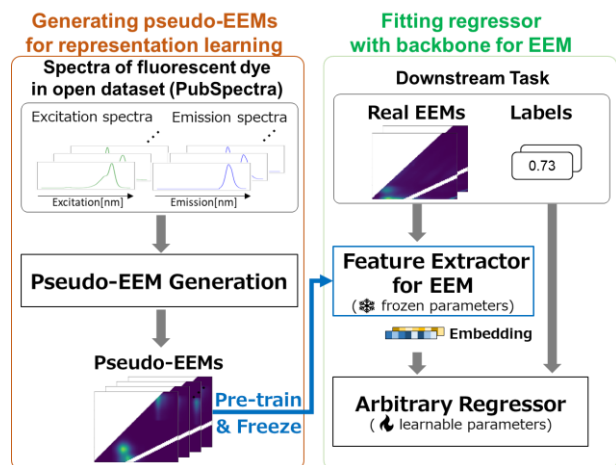 Generating pseudo-EEMs
for representation learning
Spectra of fluorescent dye
in open dataset (PubSpectra)
Excitation spectra
Emission spectra
Excitation[nm]
Emission[nm]
Pseudo-EEM Generation
Pseudo-EEMs
Pre-train
& Freeze
Fitting regressor
with backbone for EEM
Downstream Task
Real EEMs
Labels
0.73
Feature Extractor
for EEM
(❄ frozen parameters)
Embedding
Arbitrary Regressor
(🔥 learnable parameters)